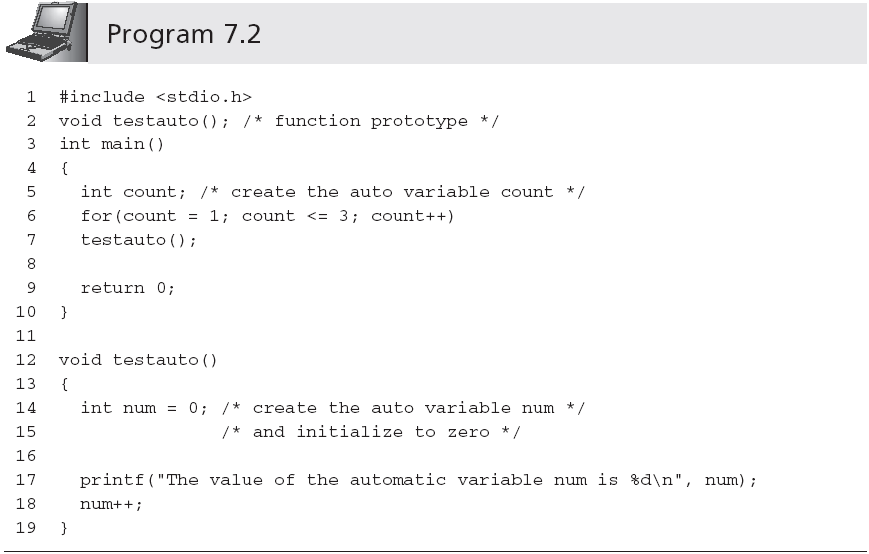 Program 7.2
1 #include <stdio.h>
2 void testauto(); /* function prototype */
3 int main()
4 {
5   int count; /* create the auto variable count */
6   for(count = 1; count <= 3; count++)
7   testauto();
8
9   return 0;
10 }
11
12 void testauto()
13 {
14   int num = 0; /* create the auto variable num */
15                /* and initialize to zero */
16
17   printf("The value of the automatic variable num is %d\n", num);
18   num++;
19 }